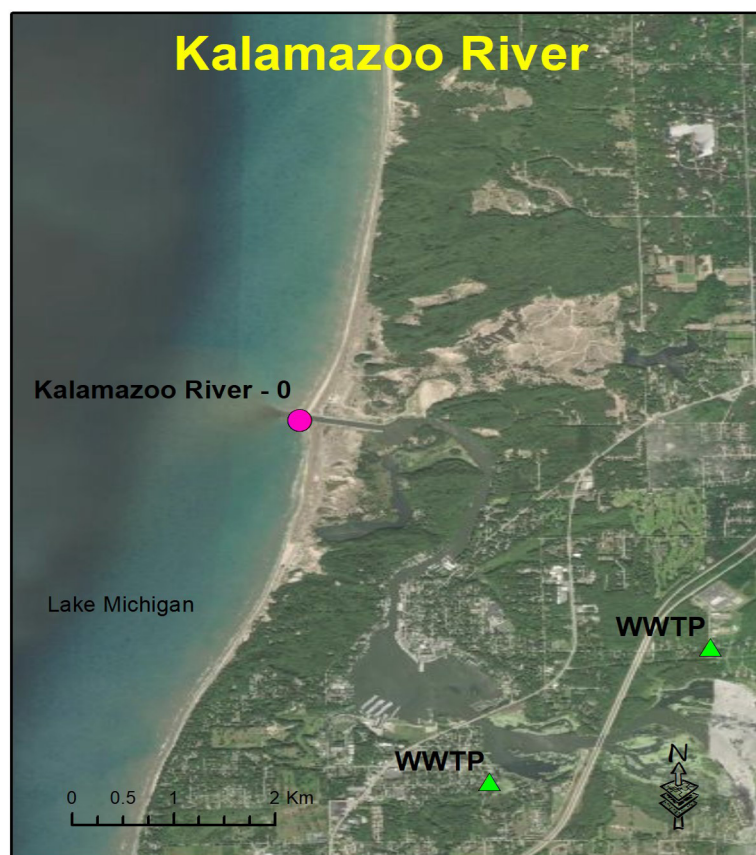 Kalamazoo River
Kalamazoo River - 0
Lake Michigan
WWTP
WWTP
N
0 0.5 1 2 Km